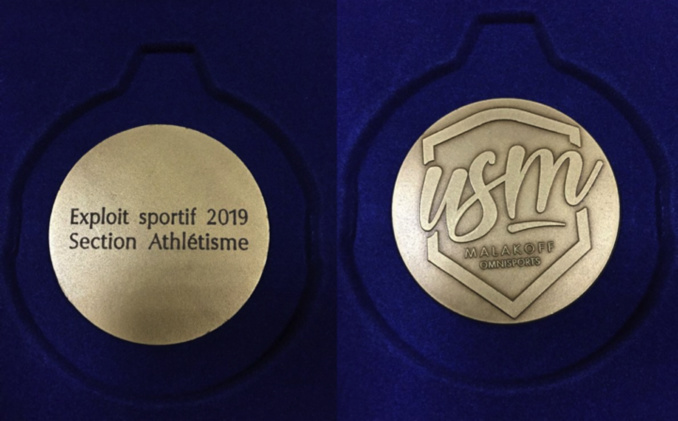 Exploit sportif 2019
Section Athlétisme
usm
MALAKOFF
OMNISPORTS